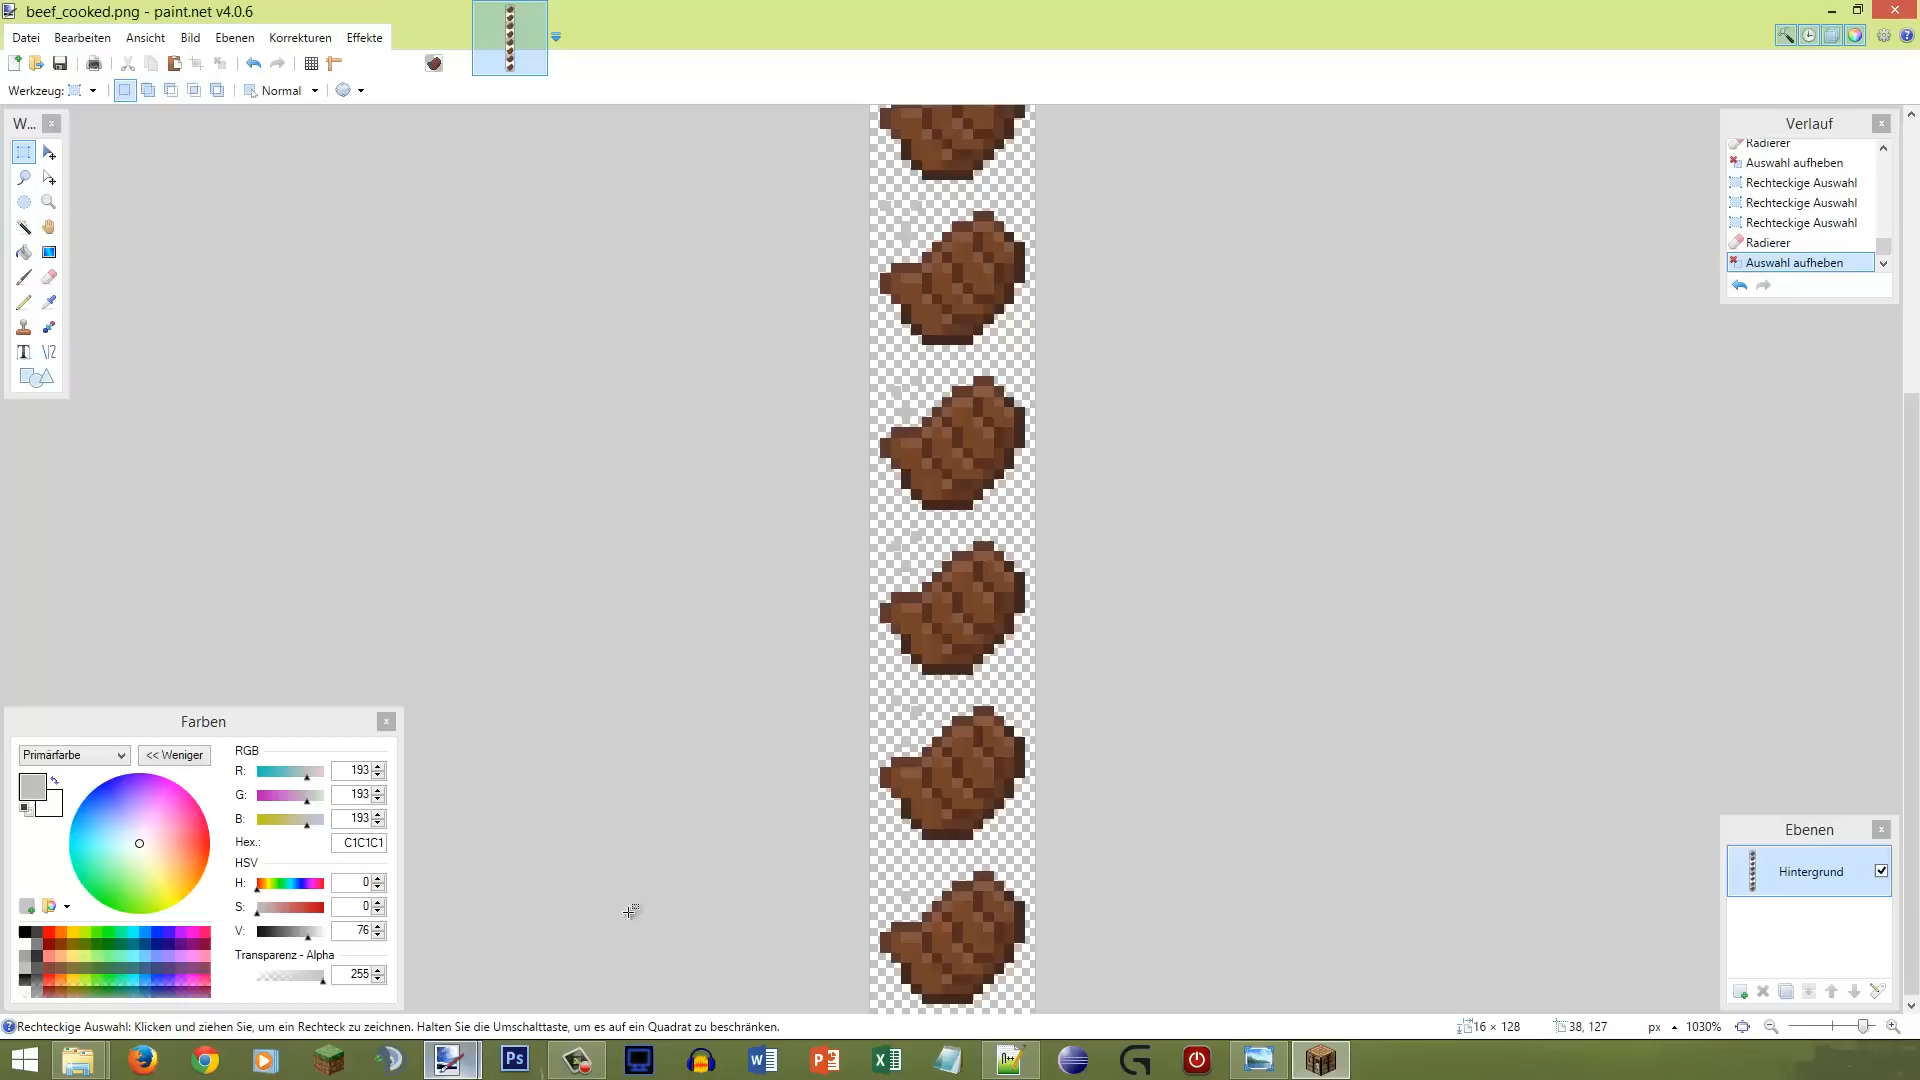 beef_cooked.png - paint.net v4.0.6
Datei Bearbeiten Ansicht Bild Ebenen Korrekturen Effekte
Werkzeug: Normal
W...
Verlauf
Radierer
Auswahl aufheben
Rechteckige Auswahl
Rechteckige Auswahl
Rechteckige Auswahl
Radierer
Auswahl aufheben
Farben
Primärfarbe << Weniger
RGB
R: 193
G: 193
B: 193
Hex.: C1C1C1
HSV
H: 0
S: 0
V: 76
Transparenz - Alpha
255
Ebenen
Hintergrund
Rechteckige Auswahl: Klicken und ziehen Sie, um ein Rechteck zu zeichnen. Halten Sie die Umschalttaste, um es auf ein Quadrat zu beschränken.
16 × 128 38, 127 px 1030%
Ps